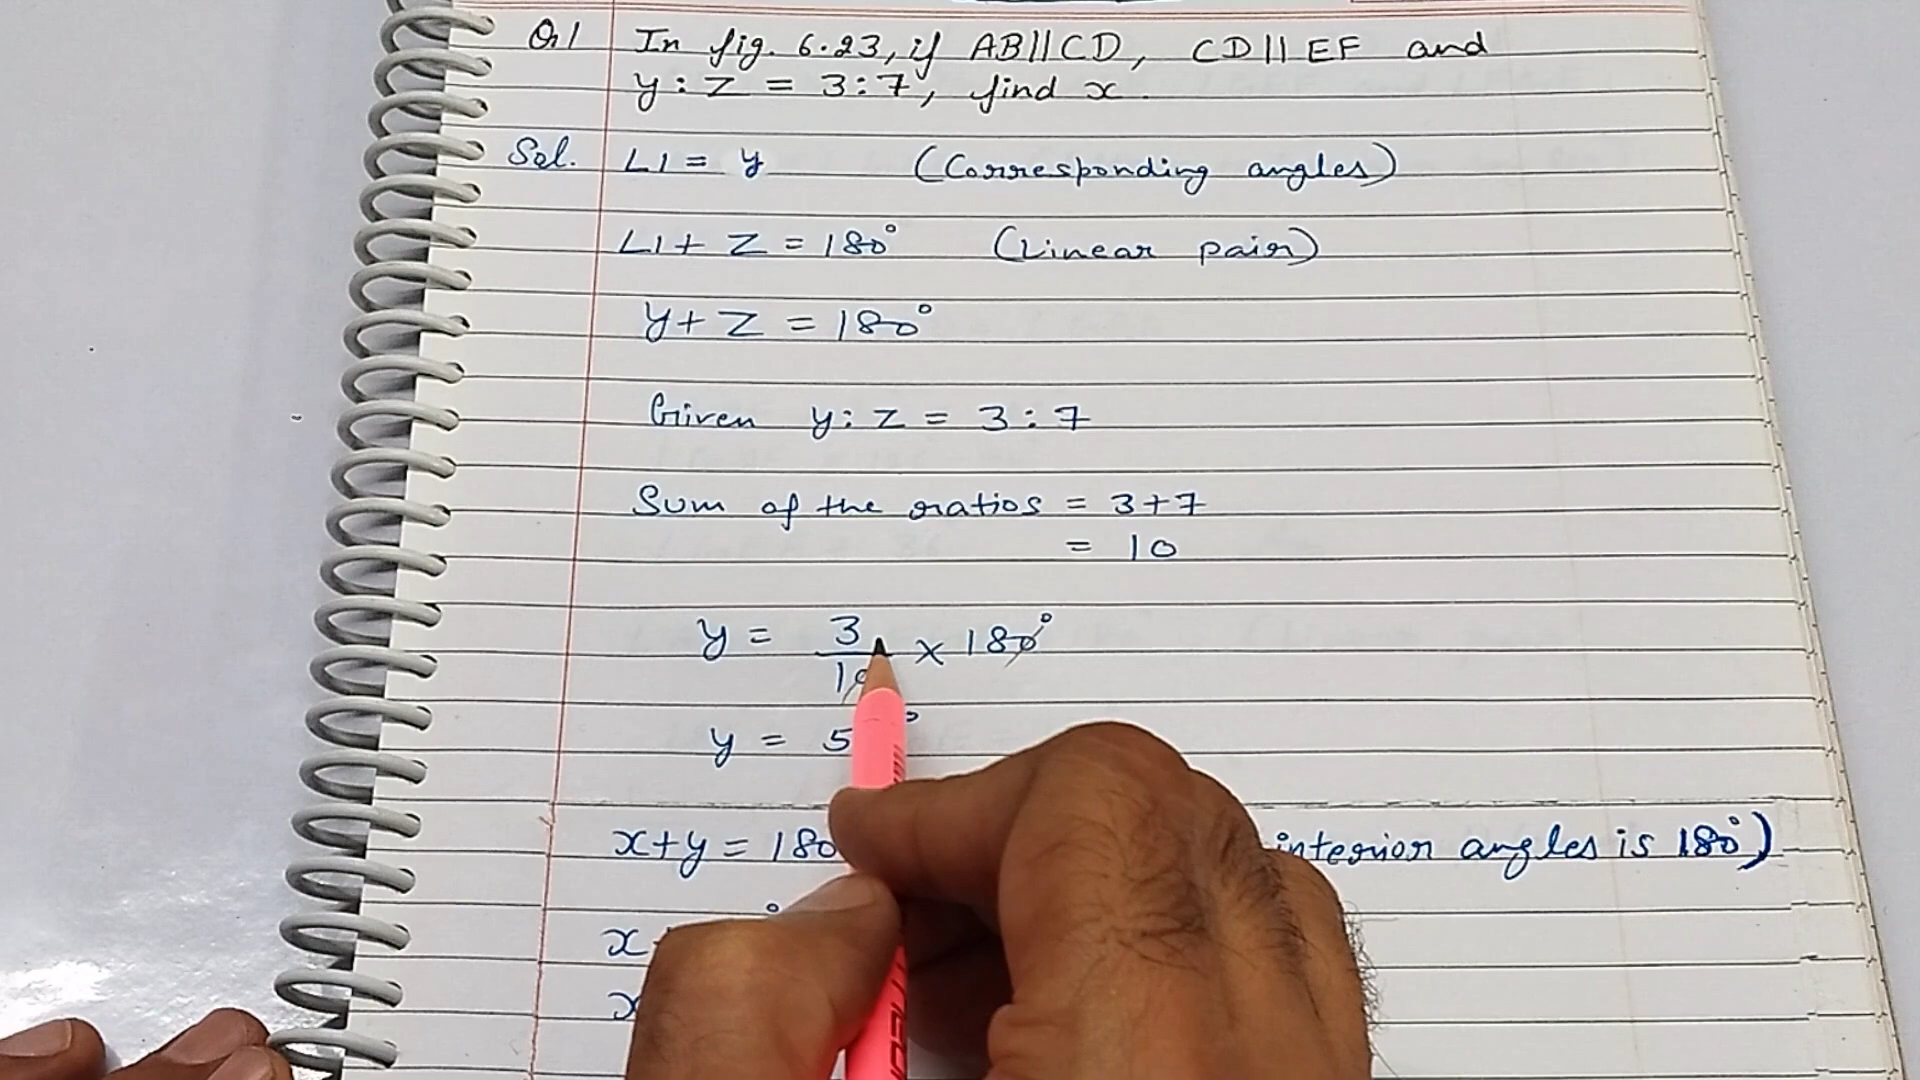 Q1 In fig. 6.23, if AB||CD, CD||EF and
y : z = 3 : 7, find x.
Sol. ∠1 = y (Corresponding angles)
∠1 + z = 180° (Linear pair)
y + z = 180°
Given y : z = 3 : 7
Sum of the ratios = 3 + 7
= 10
y = 3/10 × 180°
y = 5
x + y = 180 interior angles is 180°)
x
x